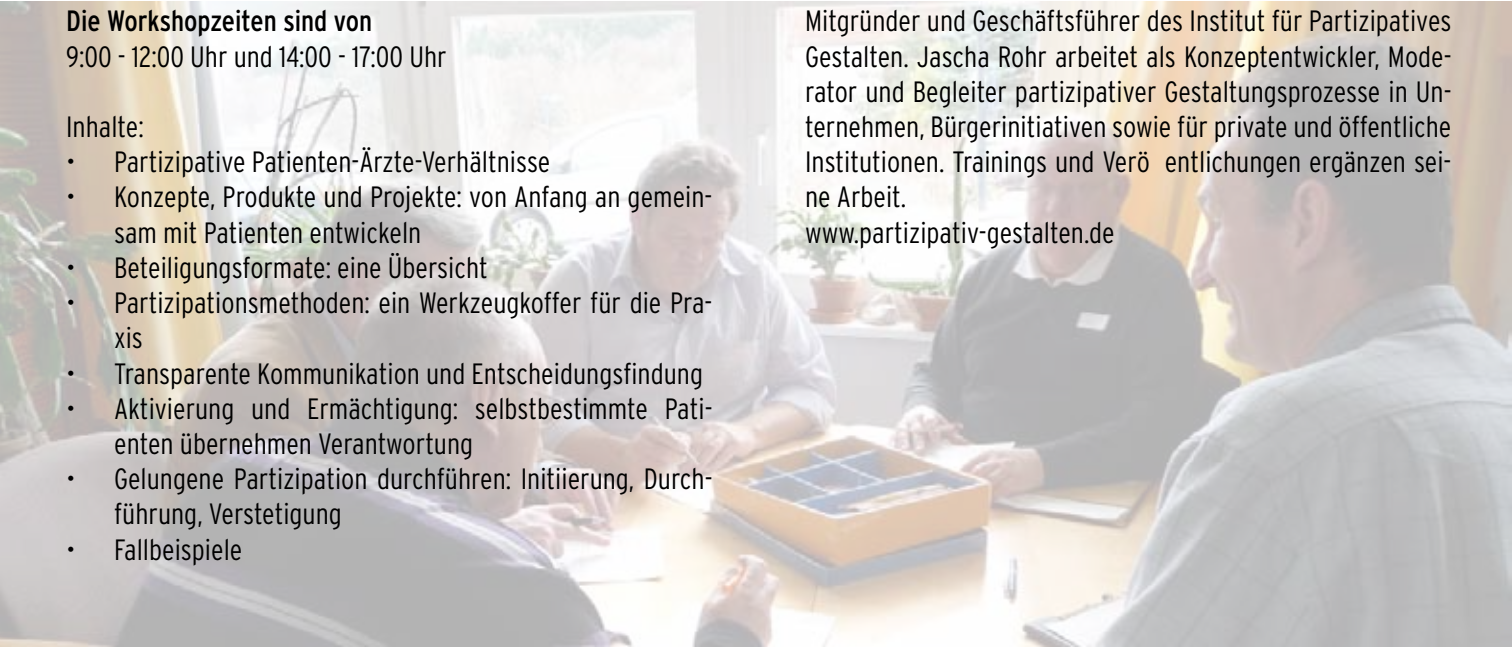 Die Workshopzeiten sind von
9:00 - 12:00 Uhr und 14:00 - 17:00 Uhr
Inhalte:
• Partizipative Patienten-Ärzte-Verhältnisse
• Konzepte, Produkte und Projekte: von Anfang an gemein-
sam mit Patienten entwickeln
• Beteiligungsformate: eine Übersicht
• Partizipationsmethoden: ein Werkzeugkoffer für die Pra-
xis
• Transparente Kommunikation und Entscheidungsfindung
• Aktivierung und Ermächtigung: selbstbestimmte Pati-
enten übernehmen Verantwortung
• Gelungene Partizipation durchführen: Initiierung, Durch-
führung, Verstetigung
• Fallbeispiele
Mitgründer und Geschäftsführer des Institut für Partizipatives
Gestalten. Jascha Rohr arbeitet als Konzeptentwickler, Mode-
rator und Begleiter partizipativer Gestaltungsprozesse in Un-
ternehmen, Bürgerinitiativen sowie für private und öffentliche
Institutionen. Trainings und Verö entlichungen ergänzen sei-
ne Arbeit.
www.partizipativ-gestalten.de